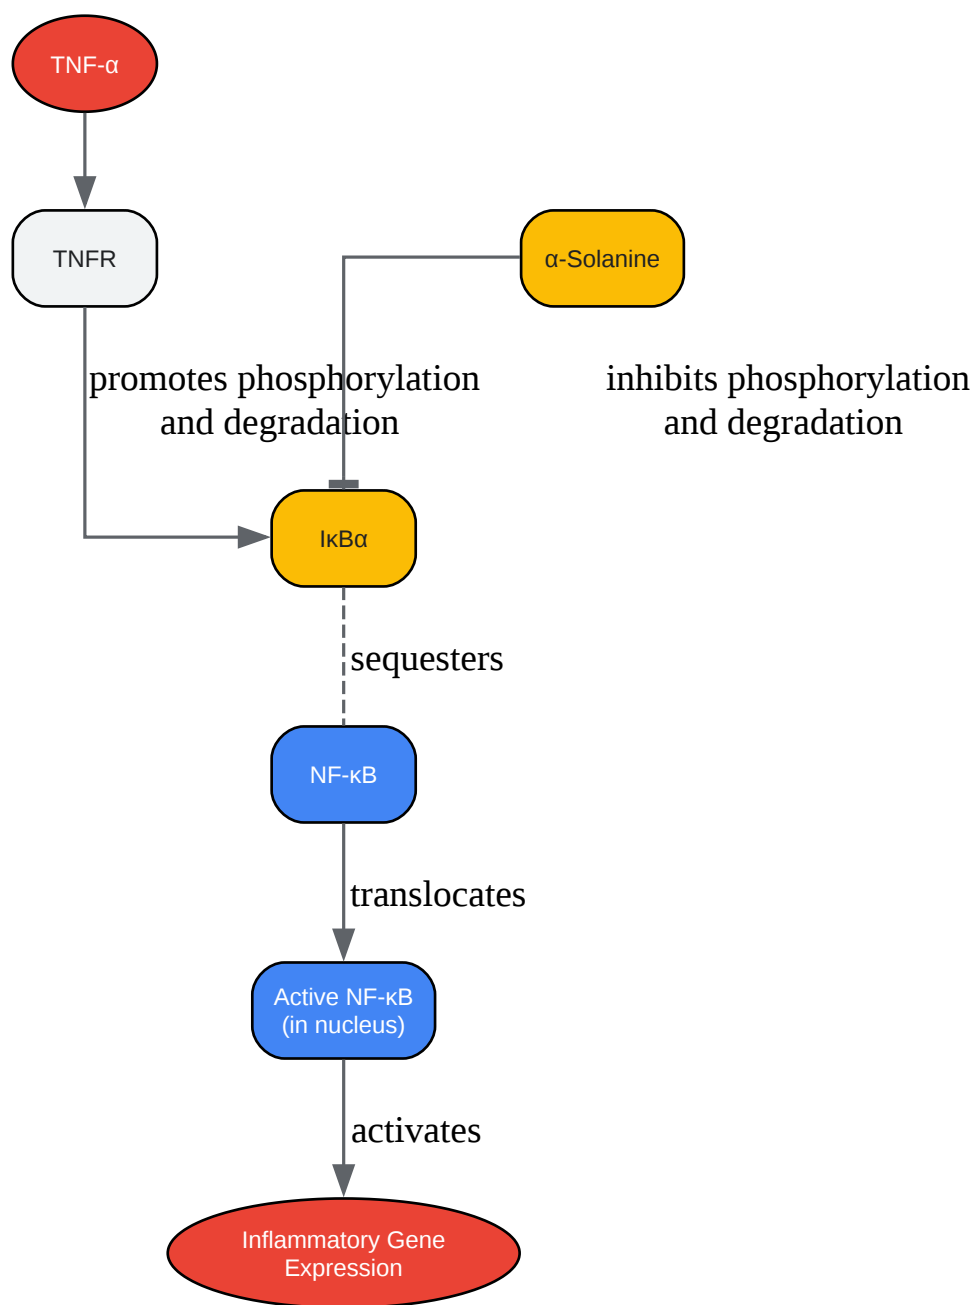 TNF-α
TNFR
α-Solanine
promotes phosphorylation
and degradation
inhibits phosphorylation
and degradation
IκBα
sequesters
NF-κB
translocates
Active NF-κB
(in nucleus)
activates
Inflammatory Gene
Expression